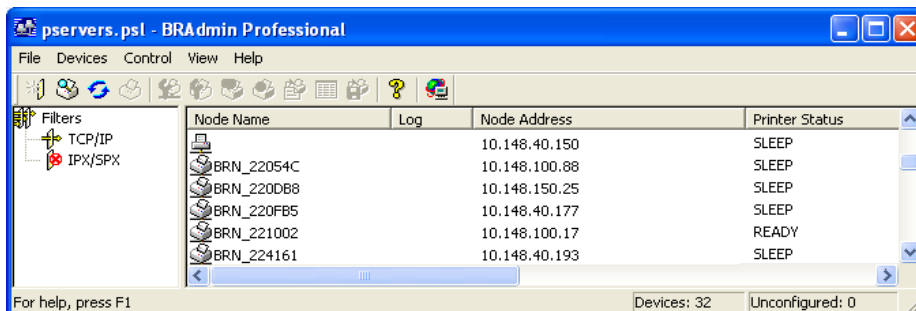 pservers.psl - BRAdmin Professional
File Devices Control View Help
Filters
TCP/IP
IPX/SPX
Node Name Log Node Address Printer Status
10.148.40.150 SLEEP
BRN_22054C 10.148.100.88 SLEEP
BRN_220DB8 10.148.150.25 SLEEP
BRN_220FB5 10.148.40.177 SLEEP
BRN_221002 10.148.100.17 READY
BRN_224161 10.148.40.193 SLEEP
For help, press F1 Devices: 32 Unconfigured: 0